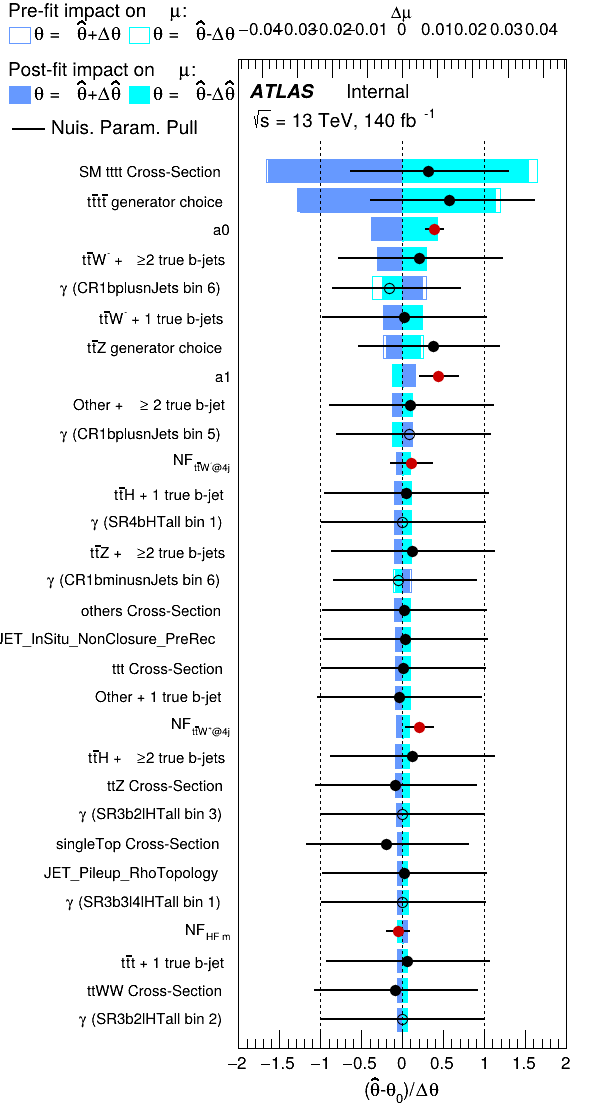 Pre-fit impact on μ:
θ = θ̂+Δθ θ = θ̂-Δθ
Post-fit impact on μ:
θ = θ̂+Δθ̂ θ = θ̂-Δθ̂
Nuis. Param. Pull
Δμ
−0.04 −0.03 −0.02 −0.01 0 0.01 0.02 0.03 0.04
ATLAS Internal
√s = 13 TeV, 140 fb⁻¹
SM tttt Cross-Section
tt̄tt̄ generator choice
a0
tt̄W⁻ + ≥2 true b-jets
γ (CR1bplusnJets bin 6)
tt̄W⁻ + 1 true b-jets
tt̄Z generator choice
a1
Other + ≥ 2 true b-jet
γ (CR1bplusnJets bin 5)
NF tt̄W⁻@4j
tt̄H + 1 true b-jet
γ (SR4bHTall bin 1)
tt̄Z + ≥2 true b-jets
γ (CR1bminusnJets bin 6)
others Cross-Section
JET_InSitu_NonClosure_PreRec
ttt Cross-Section
Other + 1 true b-jet
NF tt̄W⁺@4j
tt̄H + ≥2 true b-jets
ttZ Cross-Section
γ (SR3b2lHTall bin 3)
singleTop Cross-Section
JET_Pileup_RhoTopology
γ (SR3b3l4lHTall bin 1)
NF HF m
tt̄t + 1 true b-jet
ttWW Cross-Section
γ (SR3b2lHTall bin 2)
−2 −1.5 −1 −0.5 0 0.5 1 1.5 2
(θ̂-θ₀)/Δθ